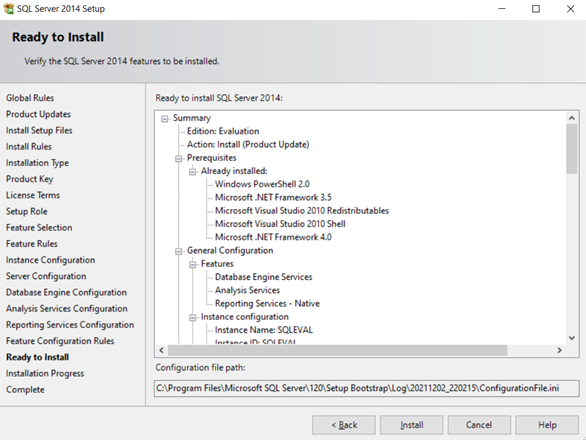 SQL Server 2014 Setup
Ready to Install
Verify the SQL Server 2014 features to be installed.
Global Rules
Product Updates
Install Setup Files
Install Rules
Installation Type
Product Key
License Terms
Setup Role
Feature Selection
Feature Rules
Instance Configuration
Server Configuration
Database Engine Configuration
Analysis Services Configuration
Reporting Services Configuration
Feature Configuration Rules
Ready to Install
Installation Progress
Complete
Ready to install SQL Server 2014:
Summary
Edition: Evaluation
Action: Install (Product Update)
Prerequisites
Already installed:
Windows PowerShell 2.0
Microsoft .NET Framework 3.5
Microsoft Visual Studio 2010 Redistributables
Microsoft Visual Studio 2010 Shell
Microsoft .NET Framework 4.0
General Configuration
Features
Database Engine Services
Analysis Services
Reporting Services - Native
Instance configuration
Instance Name: SQLEVAL
Instance ID: SQLEVAL
Configuration file path:
C:\Program Files\Microsoft SQL Server\120\Setup Bootstrap\Log\20211202_220215\ConfigurationFile.ini
< Back
Install
Cancel
Help